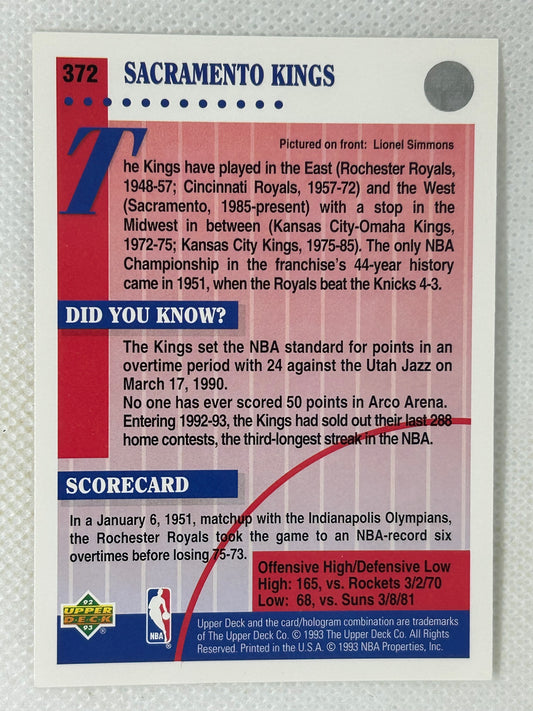 372 SACRAMENTO KINGS
Pictured on front: Lionel Simmons
The Kings have played in the East (Rochester Royals,
1948-57; Cincinnati Royals, 1957-72) and the West
(Sacramento, 1985-present) with a stop in the
Midwest in between (Kansas City-Omaha Kings,
1972-75; Kansas City Kings, 1975-85). The only NBA
Championship in the franchise's 44-year history
came in 1951, when the Royals beat the Knicks 4-3.
DID YOU KNOW?
The Kings set the NBA standard for points in an
overtime period with 24 against the Utah Jazz on
March 17, 1990.
No one has ever scored 50 points in Arco Arena.
Entering 1992-93, the Kings had sold out their last 288
home contests, the third-longest streak in the NBA.
SCORECARD
In a January 6, 1951, matchup with the Indianapolis Olympians,
the Rochester Royals took the game to an NBA-record six
overtimes before losing 75-73.
Offensive High/Defensive Low
High: 165, vs. Rockets 3/2/70
Low: 68, vs. Suns 3/8/81
92
UPPER
DECK
93
NBA
Upper Deck and the card/hologram combination are trademarks
of The Upper Deck Co. © 1993 The Upper Deck Co. All Rights
Reserved. Printed in the U.S.A. © 1993 NBA Properties, Inc.